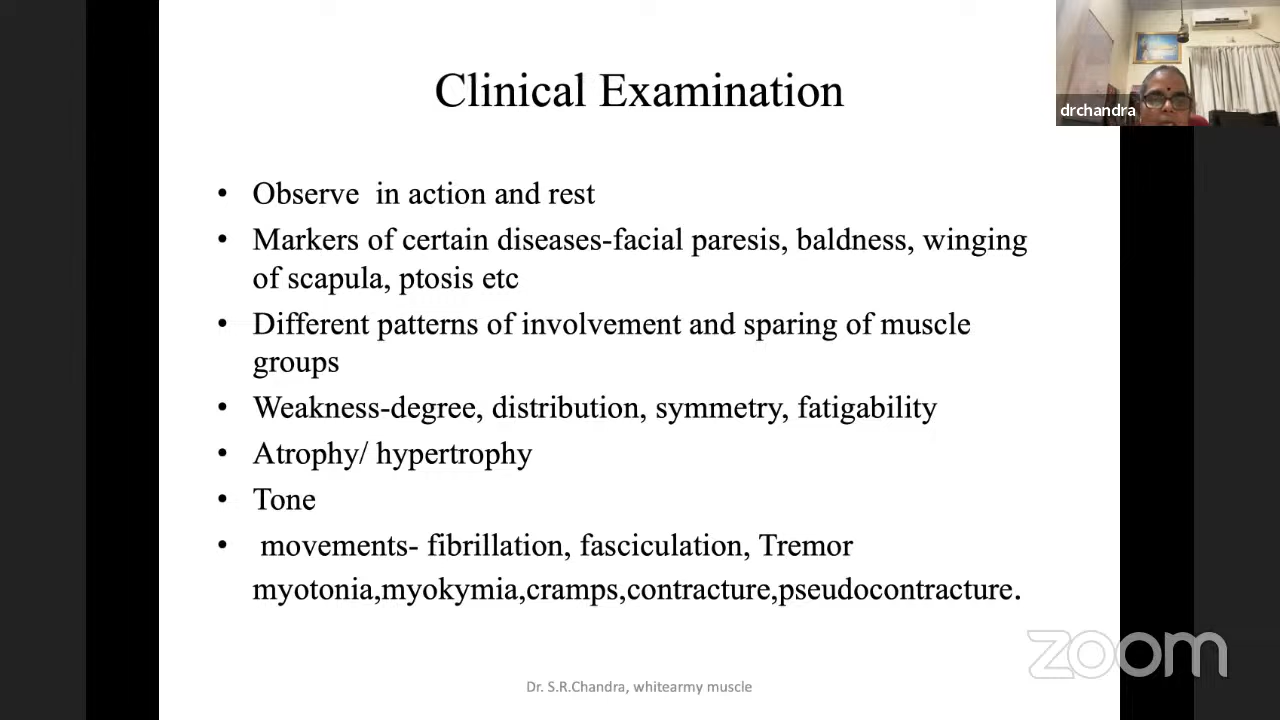 Clinical Examination
drchandra
• Observe in action and rest
• Markers of certain diseases-facial paresis, baldness, winging
of scapula, ptosis etc
• Different patterns of involvement and sparing of muscle
groups
• Weakness-degree, distribution, symmetry, fatigability
• Atrophy/ hypertrophy
• Tone
• movements- fibrillation, fasciculation, Tremor
myotonia,myokymia,cramps,contracture,pseudocontracture.
zoom
Dr. S.R.Chandra, whitearmy muscle